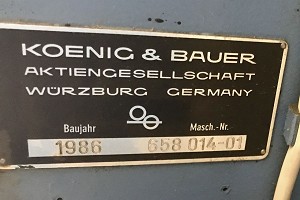 KOENIG & BAUER
AKTIENGESELLSCHAFT
WÜRZBURG GERMANY
Baujahr Masch.-Nr.
1986 658 014-01